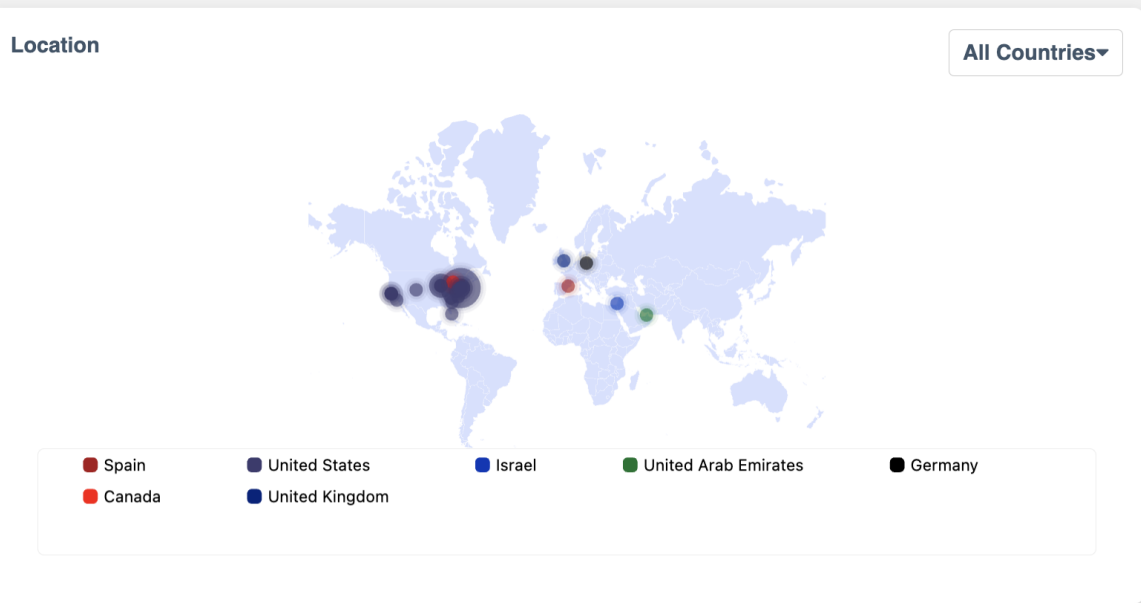 Location
All Countries
Spain
United States
Israel
United Arab Emirates
Germany
Canada
United Kingdom